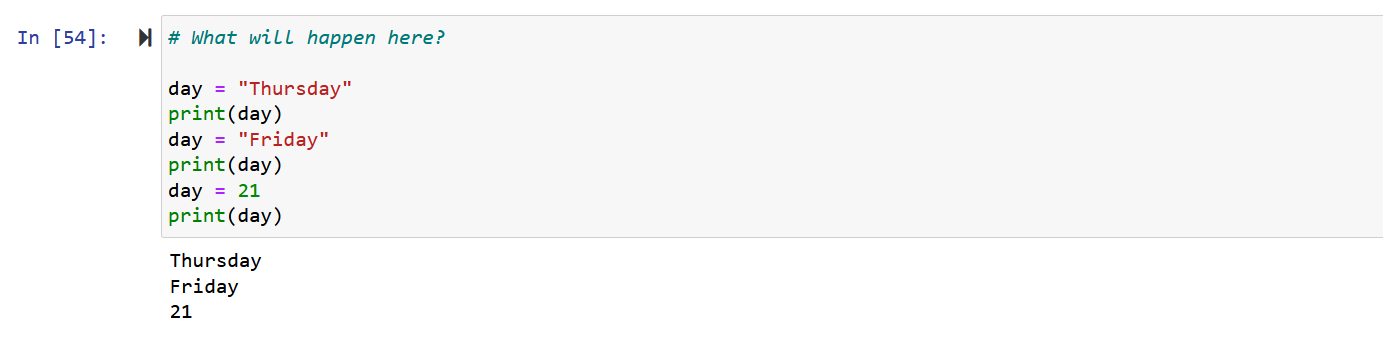 In [54]:
# What will happen here?
day = "Thursday"
print(day)
day = "Friday"
print(day)
day = 21
print(day)
Thursday
Friday
21